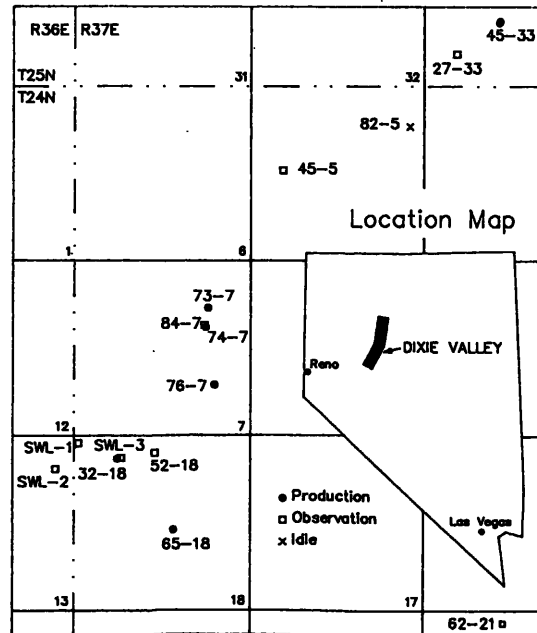 R36E R37E
45-33
27-33
T25N
31
32
T24N
82-5
45-5
Location Map
1
6
73-7
84-7
74-7
DIXIE VALLEY
Reno
76-7
12
7
SWL-1
SWL-3
SWL-2
32-18
52-18
Production
Observation
Idle
Las Vegas
65-18
13
18
17
62-21